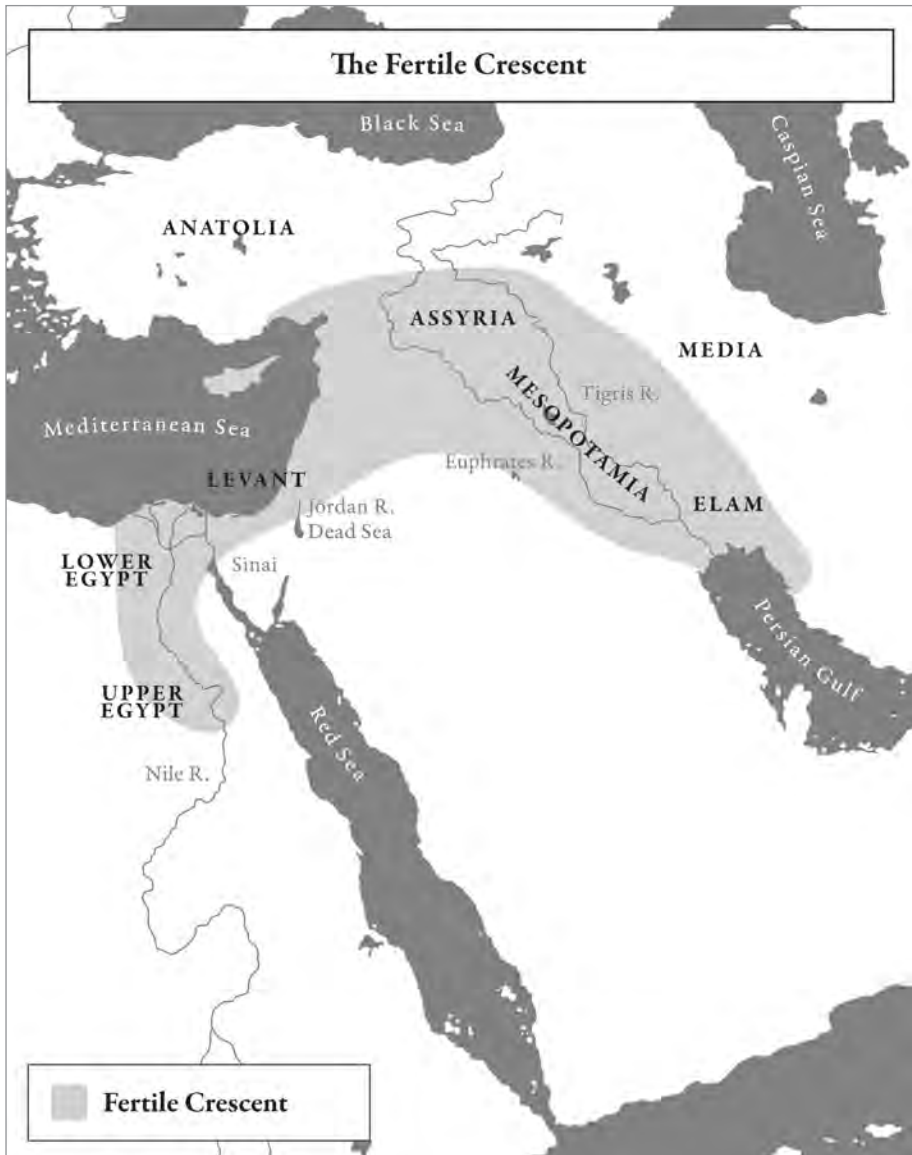 The Fertile Crescent
Black Sea
Caspian Sea
ANATOLIA
ASSYRIA
MEDIA
MESOPOTAMIA
Tigris R.
Mediterranean Sea
Euphrates R.
LEVANT
ELAM
Jordan R.
Dead Sea
LOWER
EGYPT
Sinai
Persian Gulf
UPPER
EGYPT
Red Sea
Nile R.
Fertile Crescent